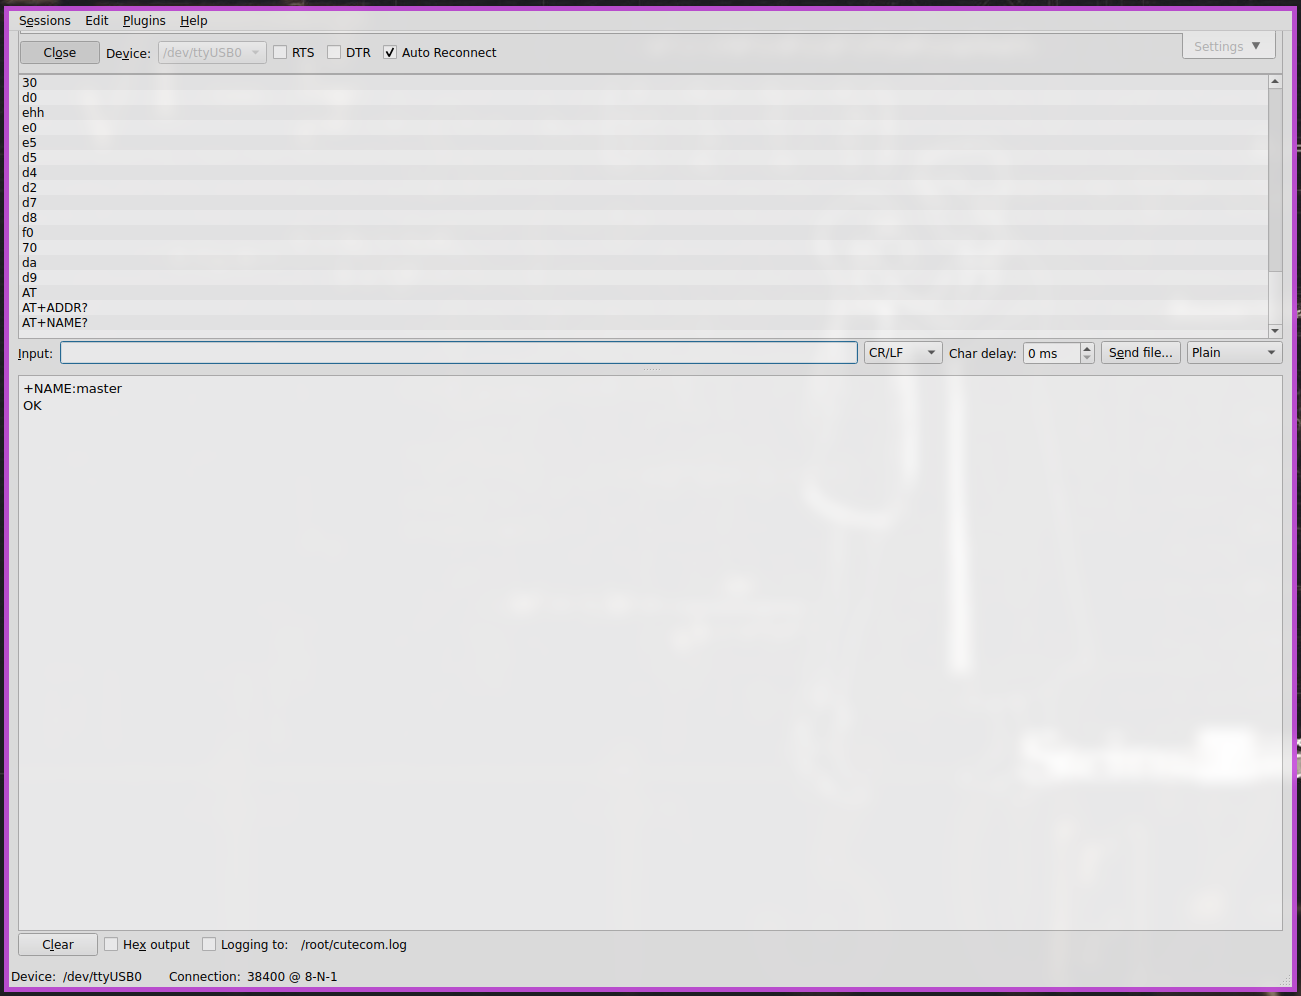 Sessions Edit Plugins Help
Close Device: /dev/ttyUSB0 RTS DTR Auto Reconnect Settings
30
d0
ehh
e0
e5
d5
d4
d2
d7
d8
f0
70
da
d9
AT
AT+ADDR?
AT+NAME?
Input: CR/LF Char delay: 0 ms Send file... Plain
+NAME:master
OK
Clear Hex output Logging to: /root/cutecom.log
Device: /dev/ttyUSB0 Connection: 38400 @ 8-N-1